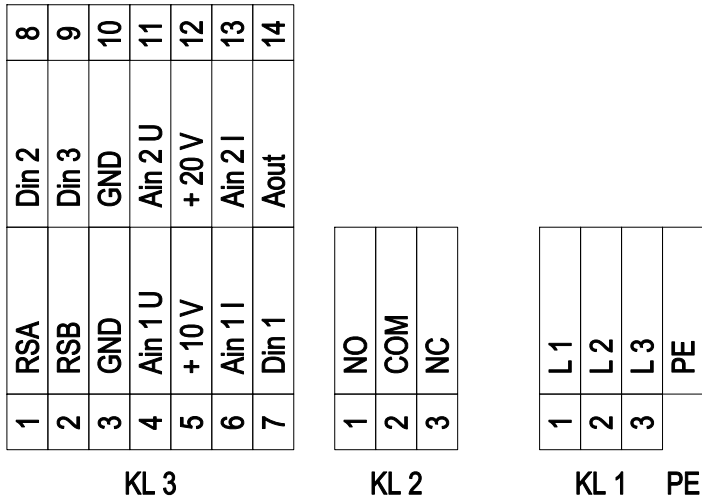 8 9 10 11 12 13 14
Din 2 Din 3 GND Ain 2 U + 20 V Ain 2 I Aout
RSA RSB GND Ain 1 U + 10 V Ain 1 I Din 1
1 2 3 4 5 6 7
KL 3
NO COM NC
1 2 3
KL 2
L 1 L 2 L 3 PE
1 2 3
KL 1 PE